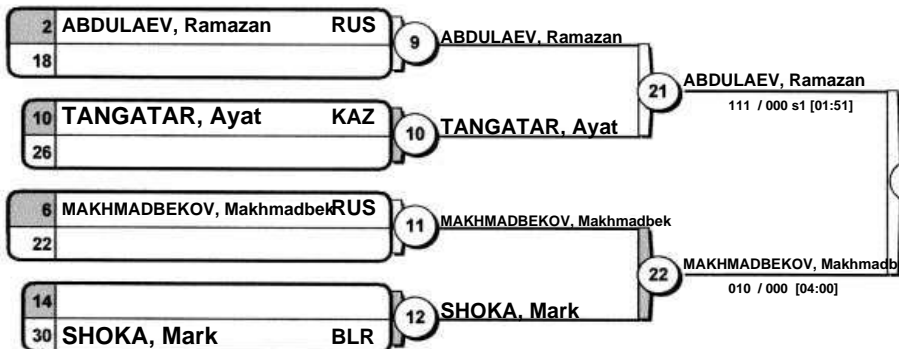 2 ABDULAEV, Ramazan RUS
18
9
ABDULAEV, Ramazan
21
ABDULAEV, Ramazan
111 / 000 s1 [01:51]
10 TANGATAR, Ayat KAZ
26
10
TANGATAR, Ayat
6 MAKHMADBEKOV, Makhmadbek RUS
22
11
MAKHMADBEKOV, Makhmadbek
22
MAKHMADBEKOV, Makhmadb
010 / 000 [04:00]
14
30 SHOKA, Mark BLR
12
SHOKA, Mark